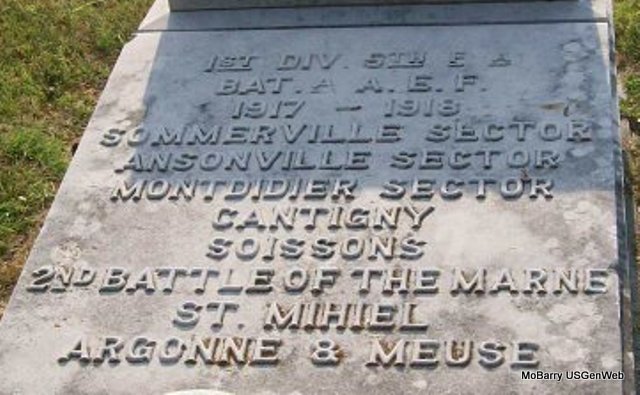 1ST DIV. 5TH F A
BAT. A A. E. F.
1917 — 1918
SOMMERVILLE SECTOR
ANSONVILLE SECTOR
MONTDIDIER SECTOR
CANTIGNY
SOISSONS
2ND BATTLE OF THE MARNE
ST. MIHIEL
ARGONNE & MEUSE
MoBarry USGenWeb